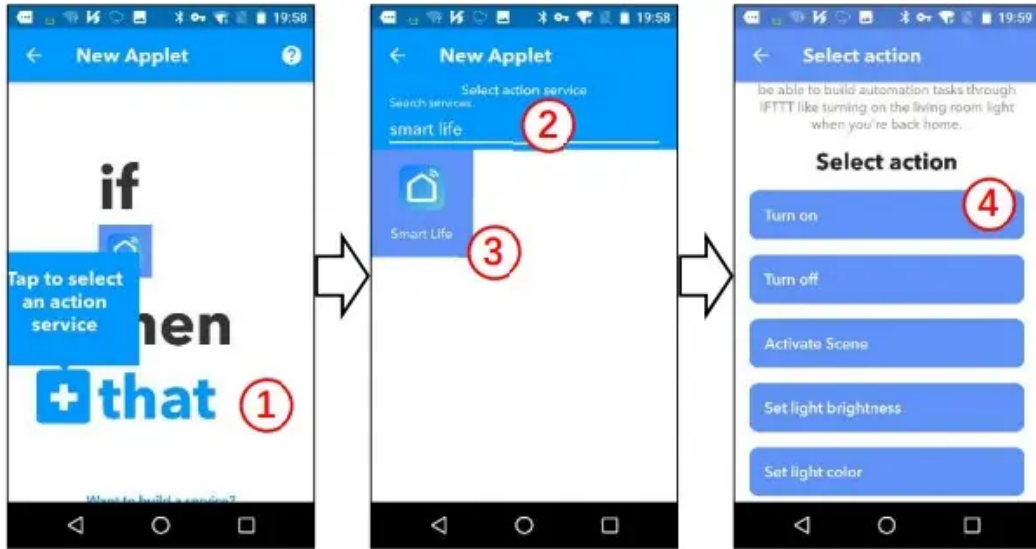 19:58
New Applet
?
if
Tap to select
an action
service
hen
that
1
Want to build a service?
19:58
New Applet
Select action service
Search services
smart life
2
Smart Life
3
19:59
Select action
be able to build automation tasks through
IFTTT like turning on the living room light
when you're back home.
Select action
Turn on
4
Turn off
Activate Scene
Set light brightness
Set light color